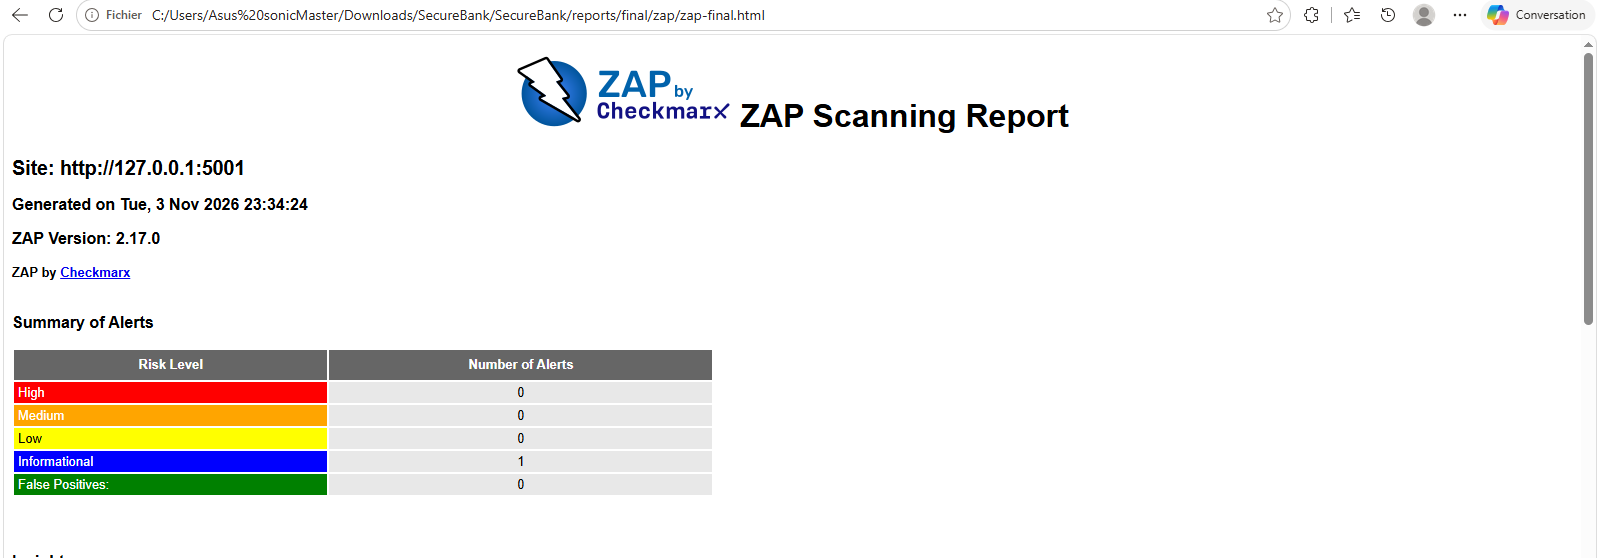 Fichier C:/Users/Asus%20sonicMaster/Downloads/SecureBank/SecureBank/reports/final/zap/zap-final.html
Conversation
ZAP by
Checkmarx
ZAP Scanning Report
Site: http://127.0.0.1:5001
Generated on Tue, 3 Nov 2026 23:34:24
ZAP Version: 2.17.0
ZAP by Checkmarx
Summary of Alerts
Risk Level Number of Alerts
High 0
Medium 0
Low 0
Informational 1
False Positives: 0